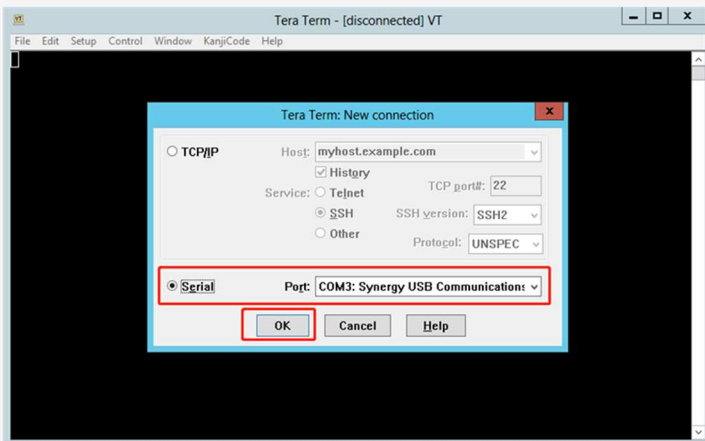 VT
Tera Term - [disconnected] VT
File Edit Setup Control Window KanjiCode Help
Tera Term: New connection
TCP/IP
Host: myhost.example.com
History
Service: Telnet
TCP port#: 22
SSH
SSH version: SSH2
Other
Protocol: UNSPEC
Serial
Port: COM3: Synergy USB Communications
OK Cancel Help